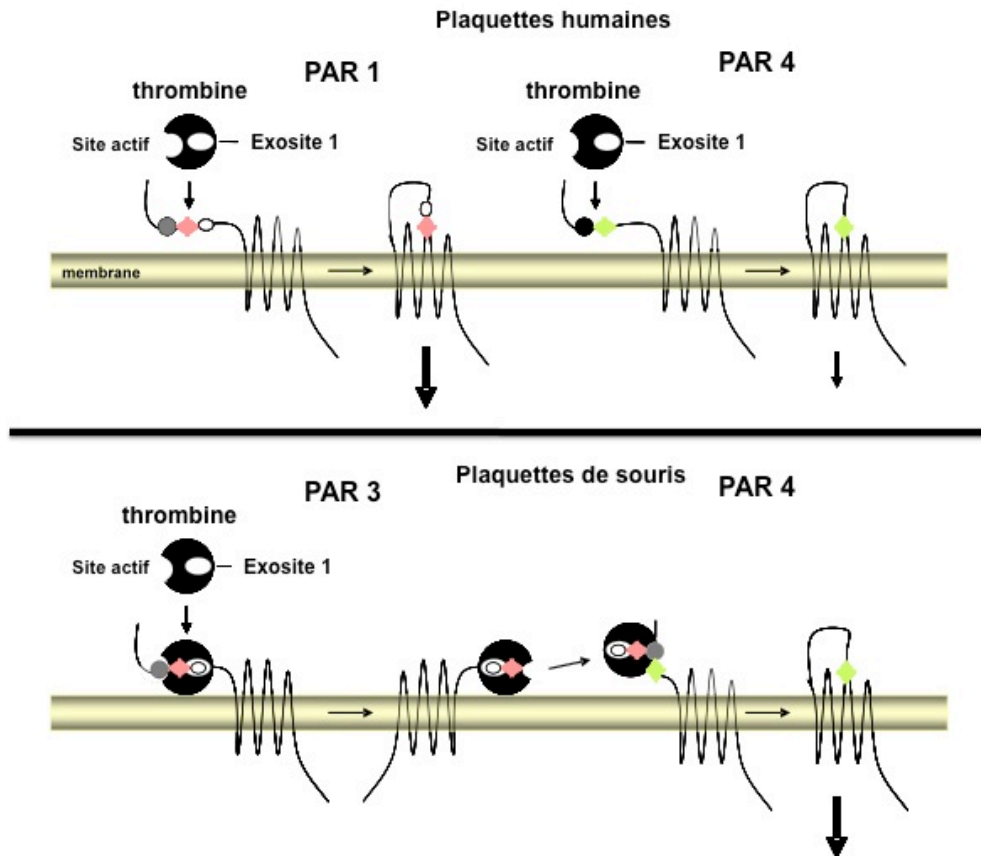 Plaquettes humaines
PAR 1
PAR 4
thrombine
thrombine
Site actif
Exosite 1
Site actif
Exosite 1
membrane
Plaquettes de souris
PAR 3
PAR 4
thrombine
Site actif
Exosite 1